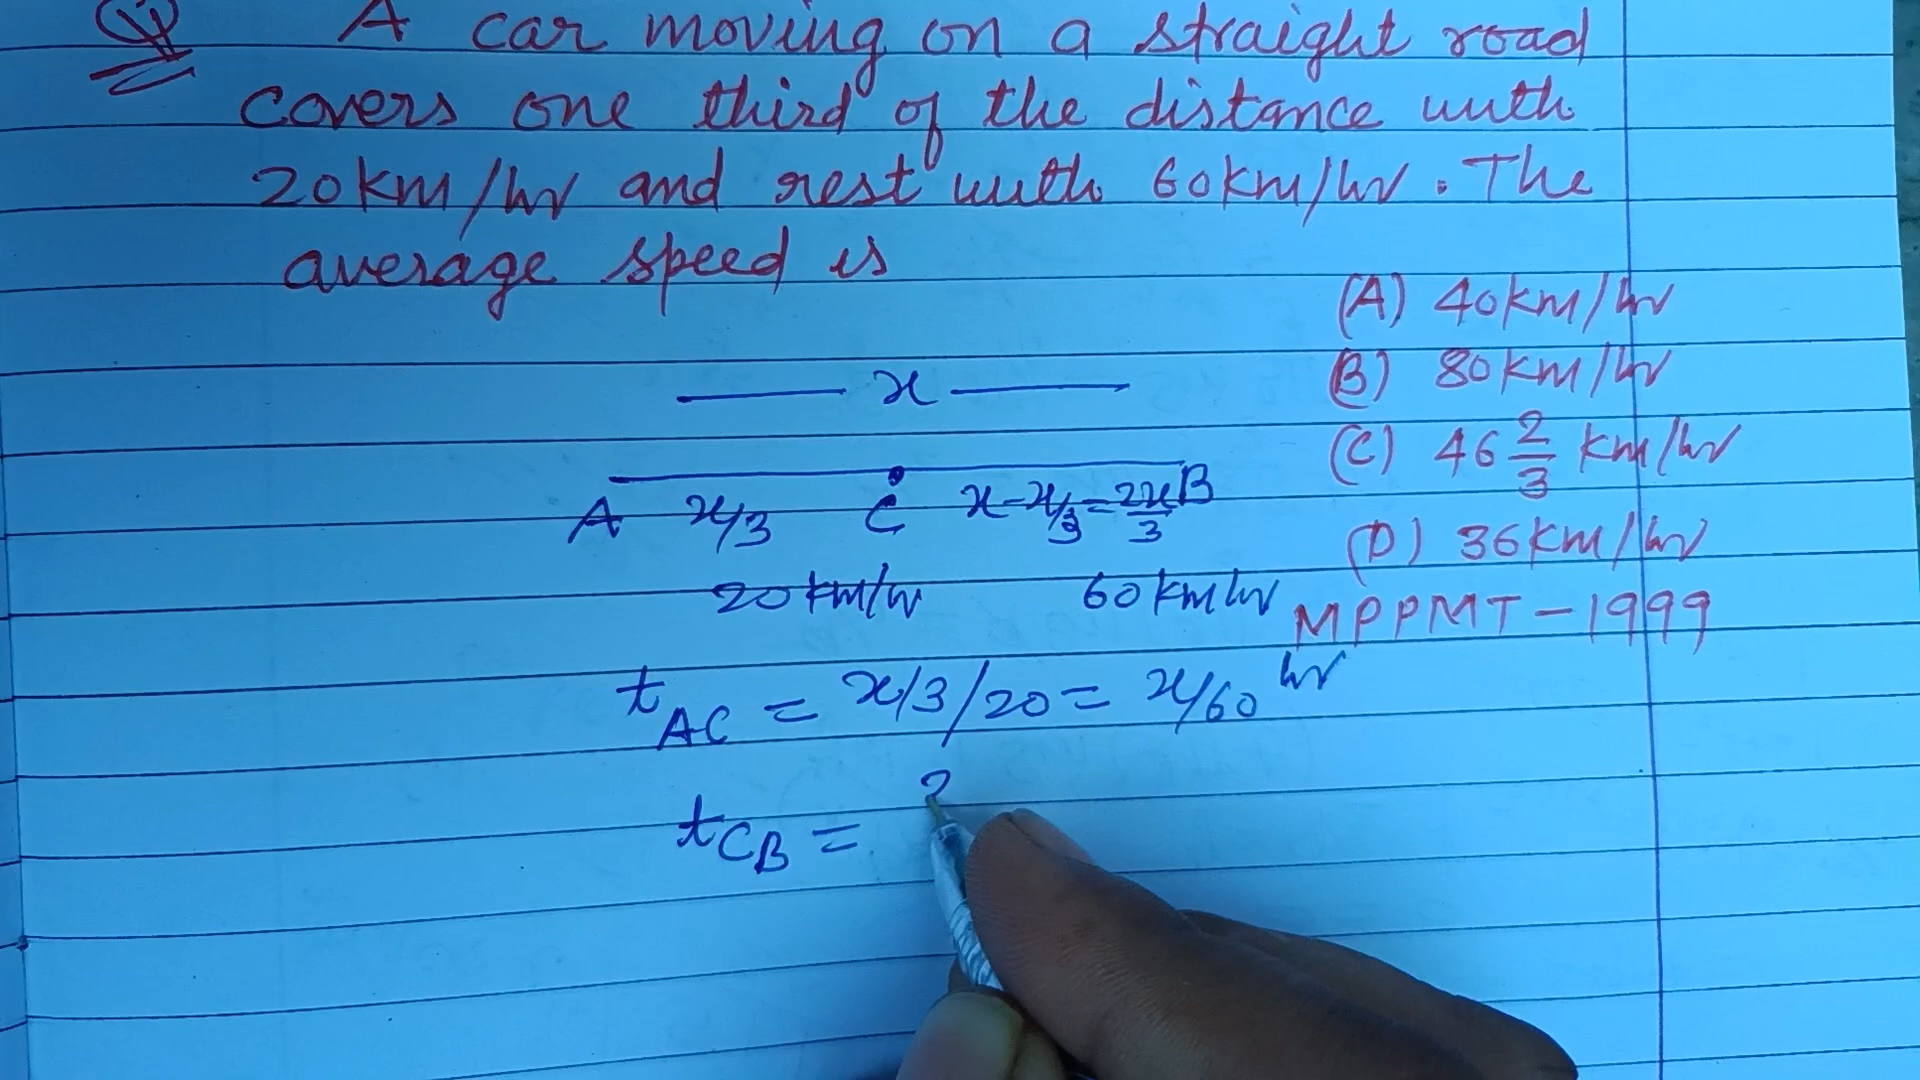 Q A car moving on a straight road
covers one third of the distance with
20km/hr and rest with 60km/hr. The
average speed is
(A) 40km/hr
(B) 80km/hr
(C) 46 2/3 km/hr
(D) 36km/hr
MPPMT-1999
x
A x/3 C x-x/3=2x/3 B
20km/hr 60km/hr
tAC = x/3/20 = x/60 hr
tCB = 2